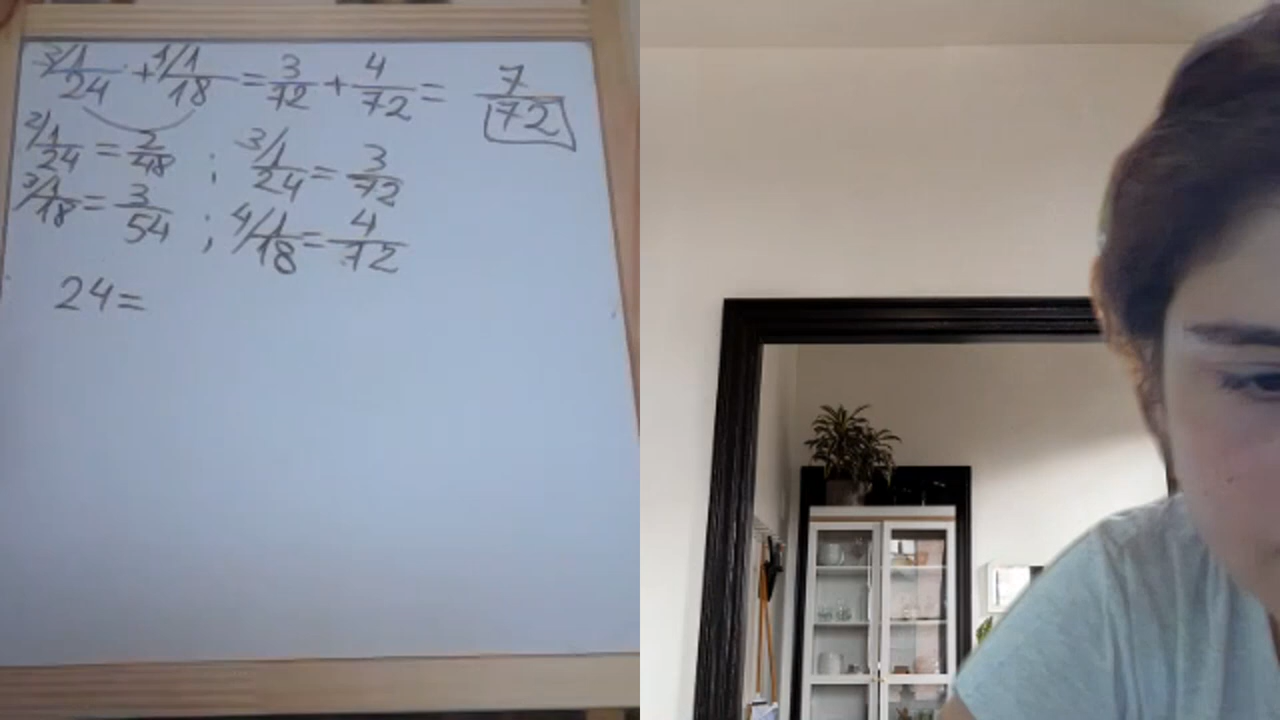 3/ 1/24 + 4/ 1/18 = 3/72 + 4/72 = 7/72
2/ 1/24 = 2/48 ; 3/ 1/24 = 3/72
3/ 1/18 = 3/54 ; 4/ 1/18 = 4/72
24=